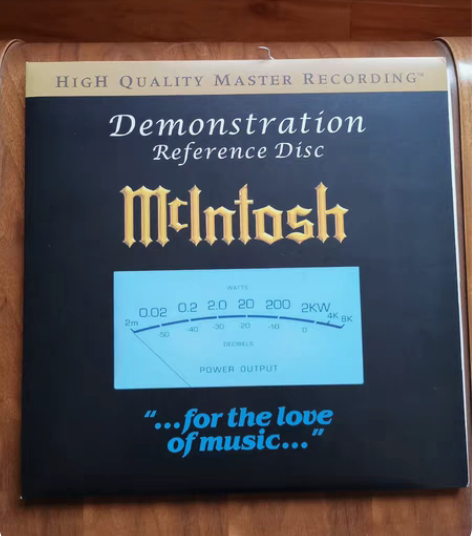 HIGH QUALITY MASTER RECORDING™
Demonstration
Reference Disc
McIntosh
WATTS
2m 0.02 0.2 2.0 20 200 2KW 4K 8K
-50 -40 -30 20 -10 0
DECIBELS
POWER OUTPUT
"...for the love
of music..."